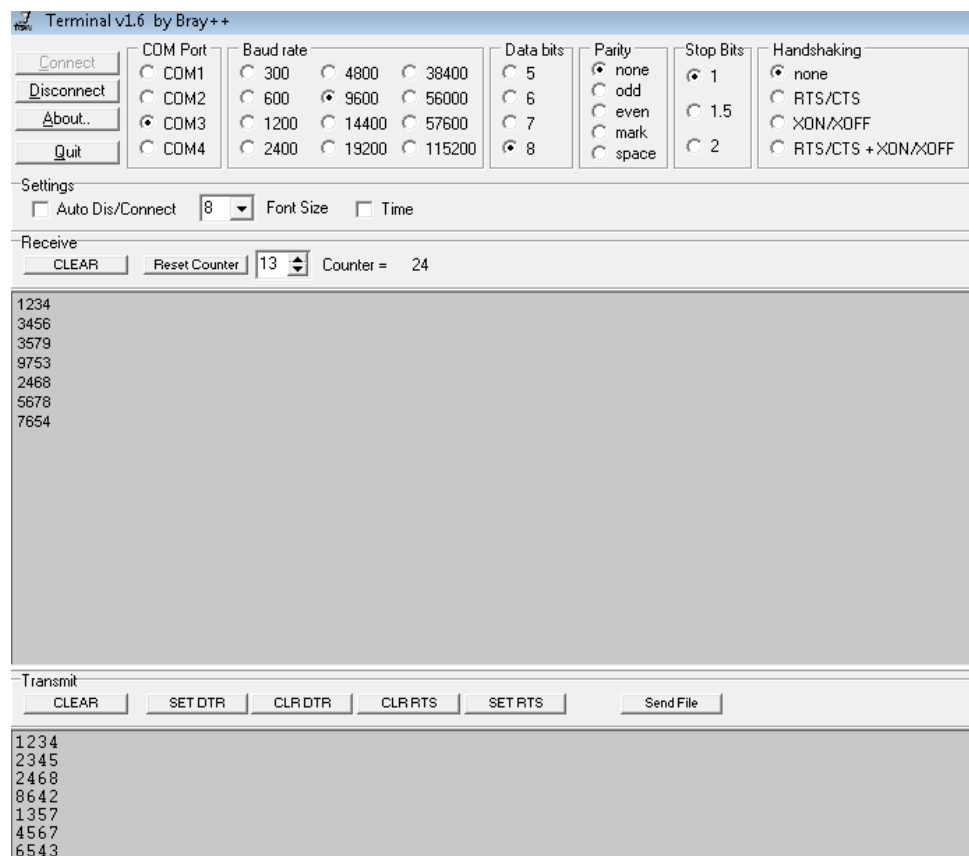 Terminal v1.6 by Bray++
Connect
Disconnect
About..
Quit
COM Port
COM1
COM2
COM3
COM4
Baud rate
300 4800 38400
600 9600 56000
1200 14400 57600
2400 19200 115200
Data bits
5
6
7
8
Parity
none
odd
even
mark
space
Stop Bits
1
1.5
2
Handshaking
none
RTS/CTS
XON/XOFF
RTS/CTS + XON/XOFF
Settings
Auto Dis/Connect 8 Font Size Time
Receive
CLEAR Reset Counter 13 Counter = 24
1234
3456
3579
9753
2468
5678
7654
Transmit
CLEAR SET DTR CLR DTR CLR RTS SET RTS Send File
1234
2345
2468
8642
1357
4567
6543